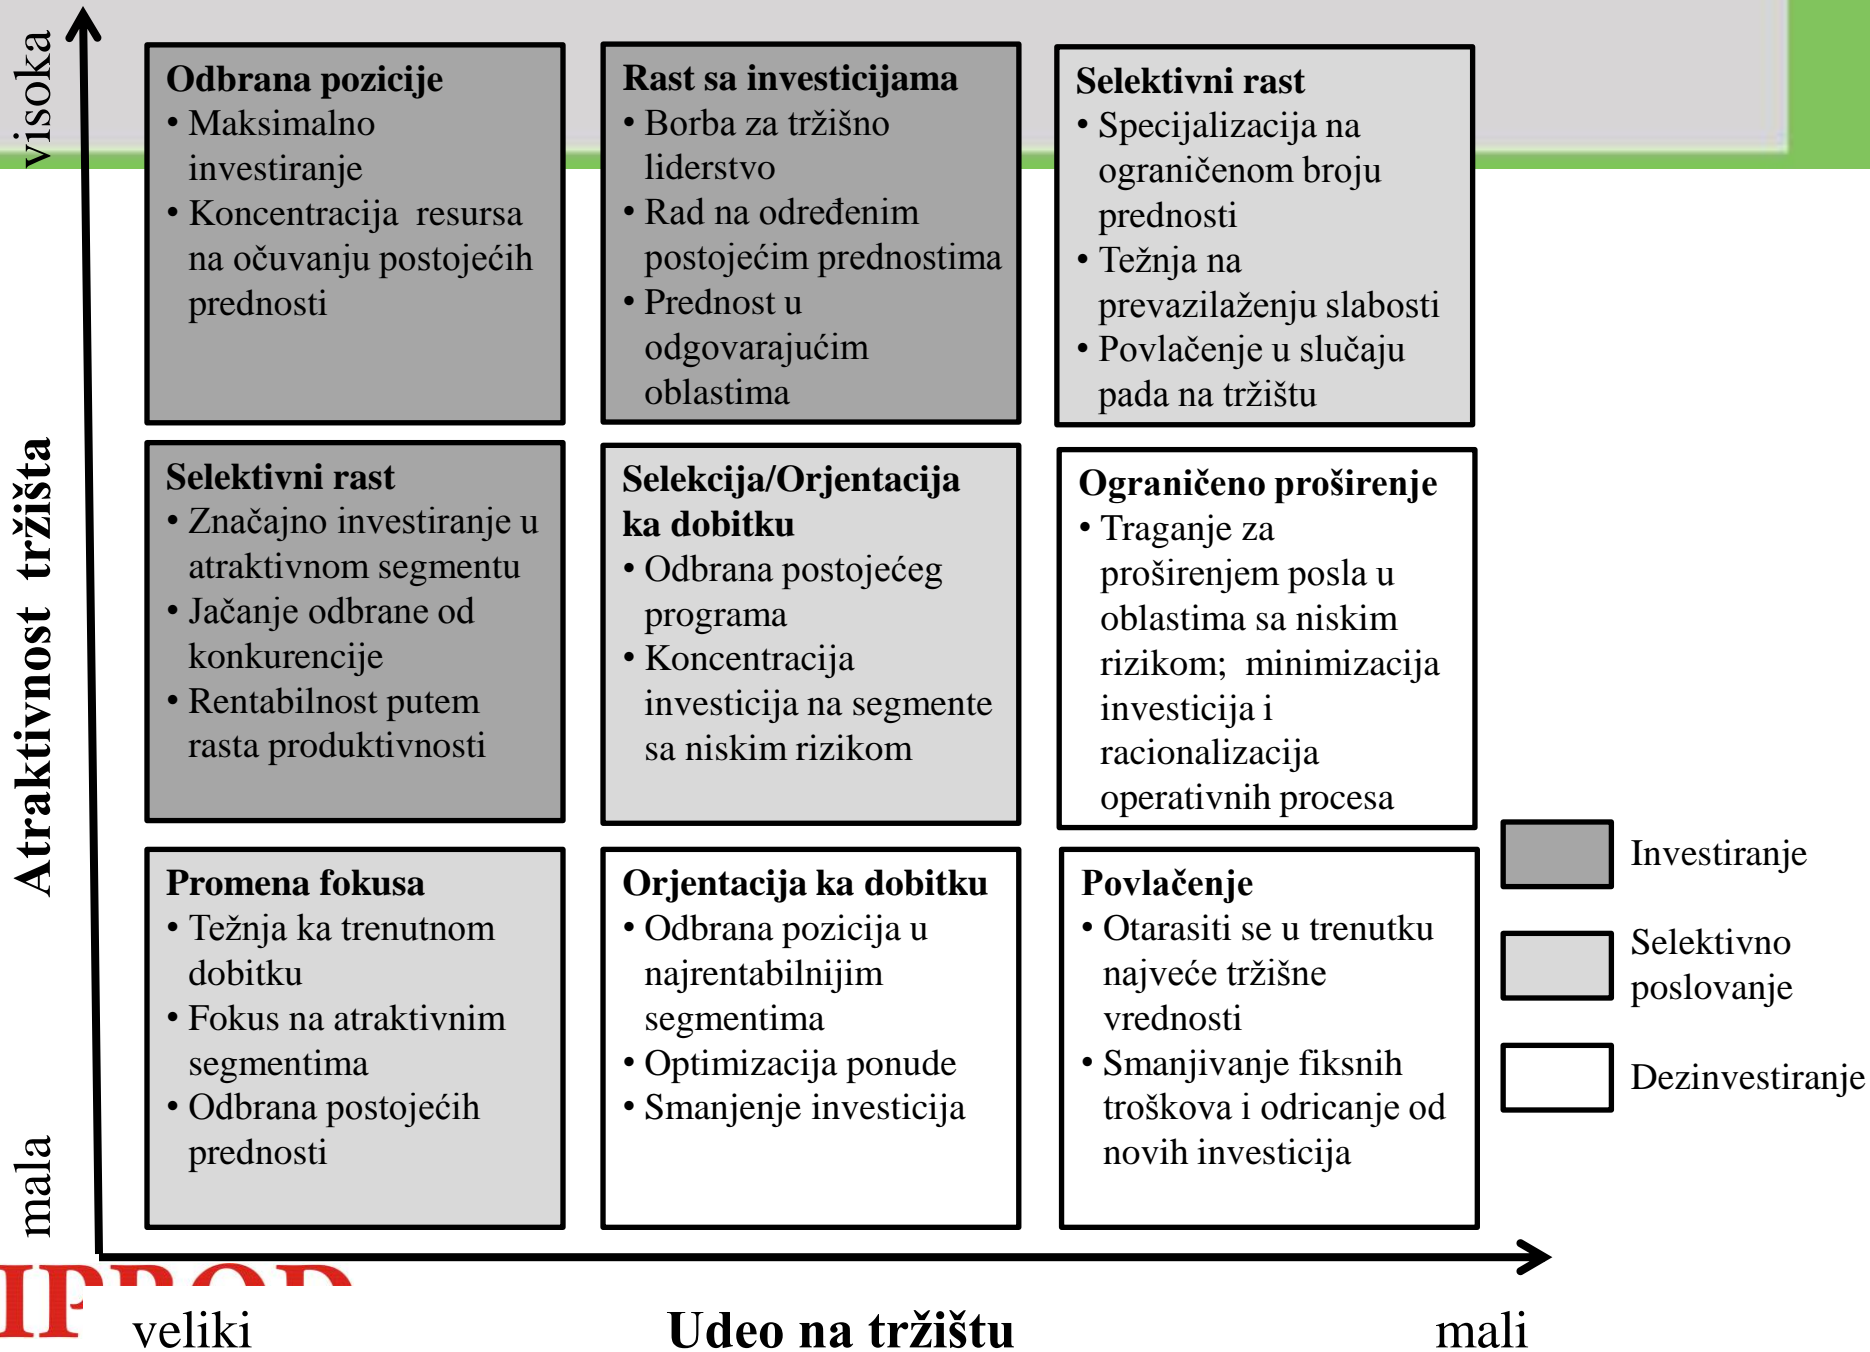 visoka
Atraktivnost tržišta
mala
Odbrana pozicije
• Maksimalno
investiranje
• Koncentracija resursa
na očuvanju postojećih
prednosti
Rast sa investicijama
• Borba za tržišno
liderstvo
• Rad na određenim
postojećim prednostima
• Prednost u
odgovarajućim
oblastima
Selektivni rast
• Specijalizacija na
ograničenom broju
prednosti
• Težnja na
prevazilaženju slabosti
• Povlačenje u slučaju
pada na tržištu
Selektivni rast
• Značajno investiranje u
atraktivnom segmentu
• Jačanje odbrane od
konkurencije
• Rentabilnost putem
rasta produktivnosti
Selekcija/Orjentacija
ka dobitku
• Odbrana postojećeg
programa
• Koncentracija
investicija na segmente
sa niskim rizikom
Ograničeno proširenje
• Traganje za
proširenjem posla u
oblastima sa niskim
rizikom; minimizacija
investicija i
racionalizacija
operativnih procesa
Promena fokusa
• Težnja ka trenutnom
dobitku
• Fokus na atraktivnim
segmentima
• Odbrana postojećih
prednosti
Orjentacija ka dobitku
• Odbrana pozicija u
najrentabilnijim
segmentima
• Optimizacija ponude
• Smanjenje investicija
Povlačenje
• Otarasiti se u trenutku
najveće tržišne
vrednosti
• Smanjivanje fiksnih
troškova i odricanje od
novih investicija
Investiranje
Selektivno
poslovanje
Dezinvestiranje
veliki
Udeo na tržištu
mali